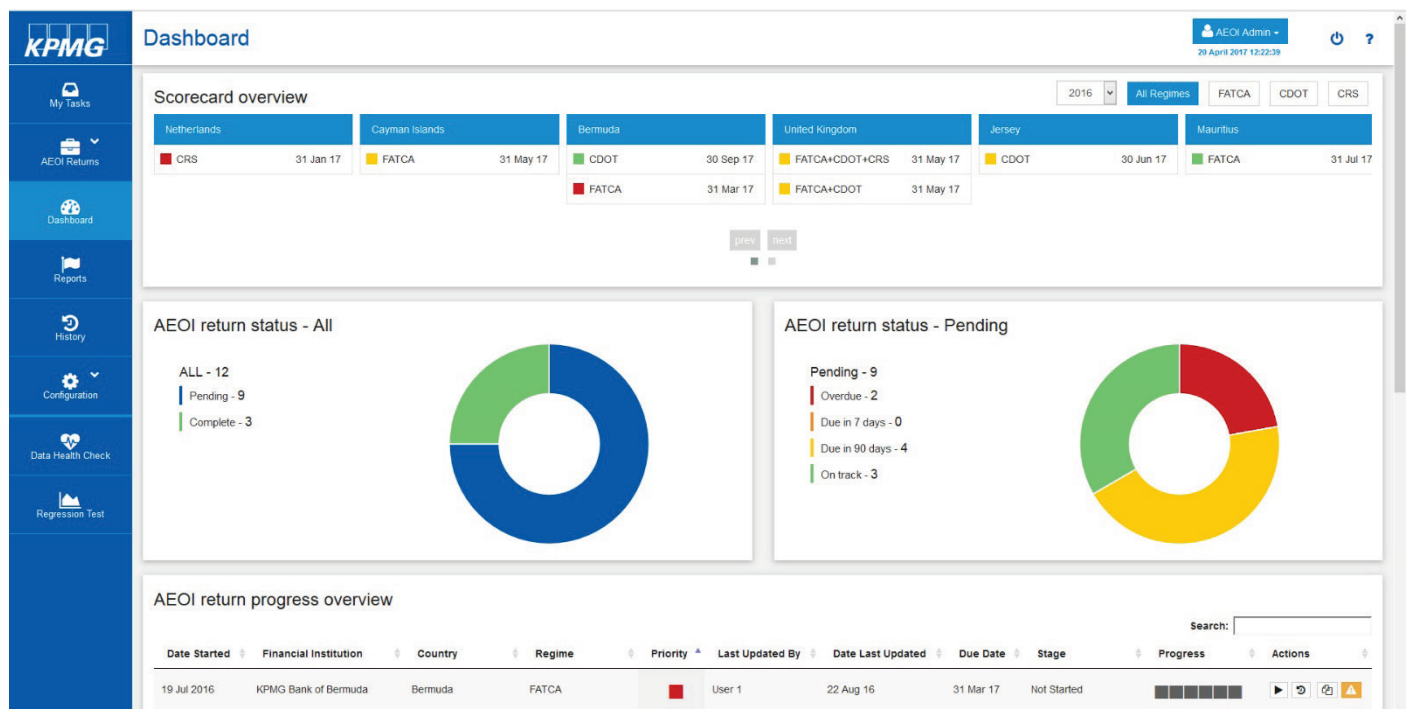 KPMG
Dashboard
AEOI Admin
20 April 2017 12:22:39
?
My Tasks
AEOI Returns
Dashboard
Reports
History
Configuration
Data Health Check
Regression Test
Scorecard overview
2016 All Regimes FATCA CDOT CRS
Netherlands Cayman Islands Bermuda United Kingdom Jersey Mauritius
CRS 31 Jan 17 FATCA 31 May 17 CDOT 30 Sep 17 FATCA+CDOT+CRS 31 May 17 CDOT 30 Jun 17 FATCA 31 Jul 17
FATCA 31 Mar 17 FATCA+CDOT 31 May 17
prev next
AEOI return status - All
ALL - 12
Pending - 9
Complete - 3
AEOI return status - Pending
Pending - 9
Overdue - 2
Due in 7 days - 0
Due in 90 days - 4
On track - 3
AEOI return progress overview
Search:
Date Started Financial Institution Country Regime Priority Last Updated By Date Last Updated Due Date Stage Progress Actions
19 Jul 2016 KPMG Bank of Bermuda Bermuda FATCA User 1 22 Aug 16 31 Mar 17 Not Started